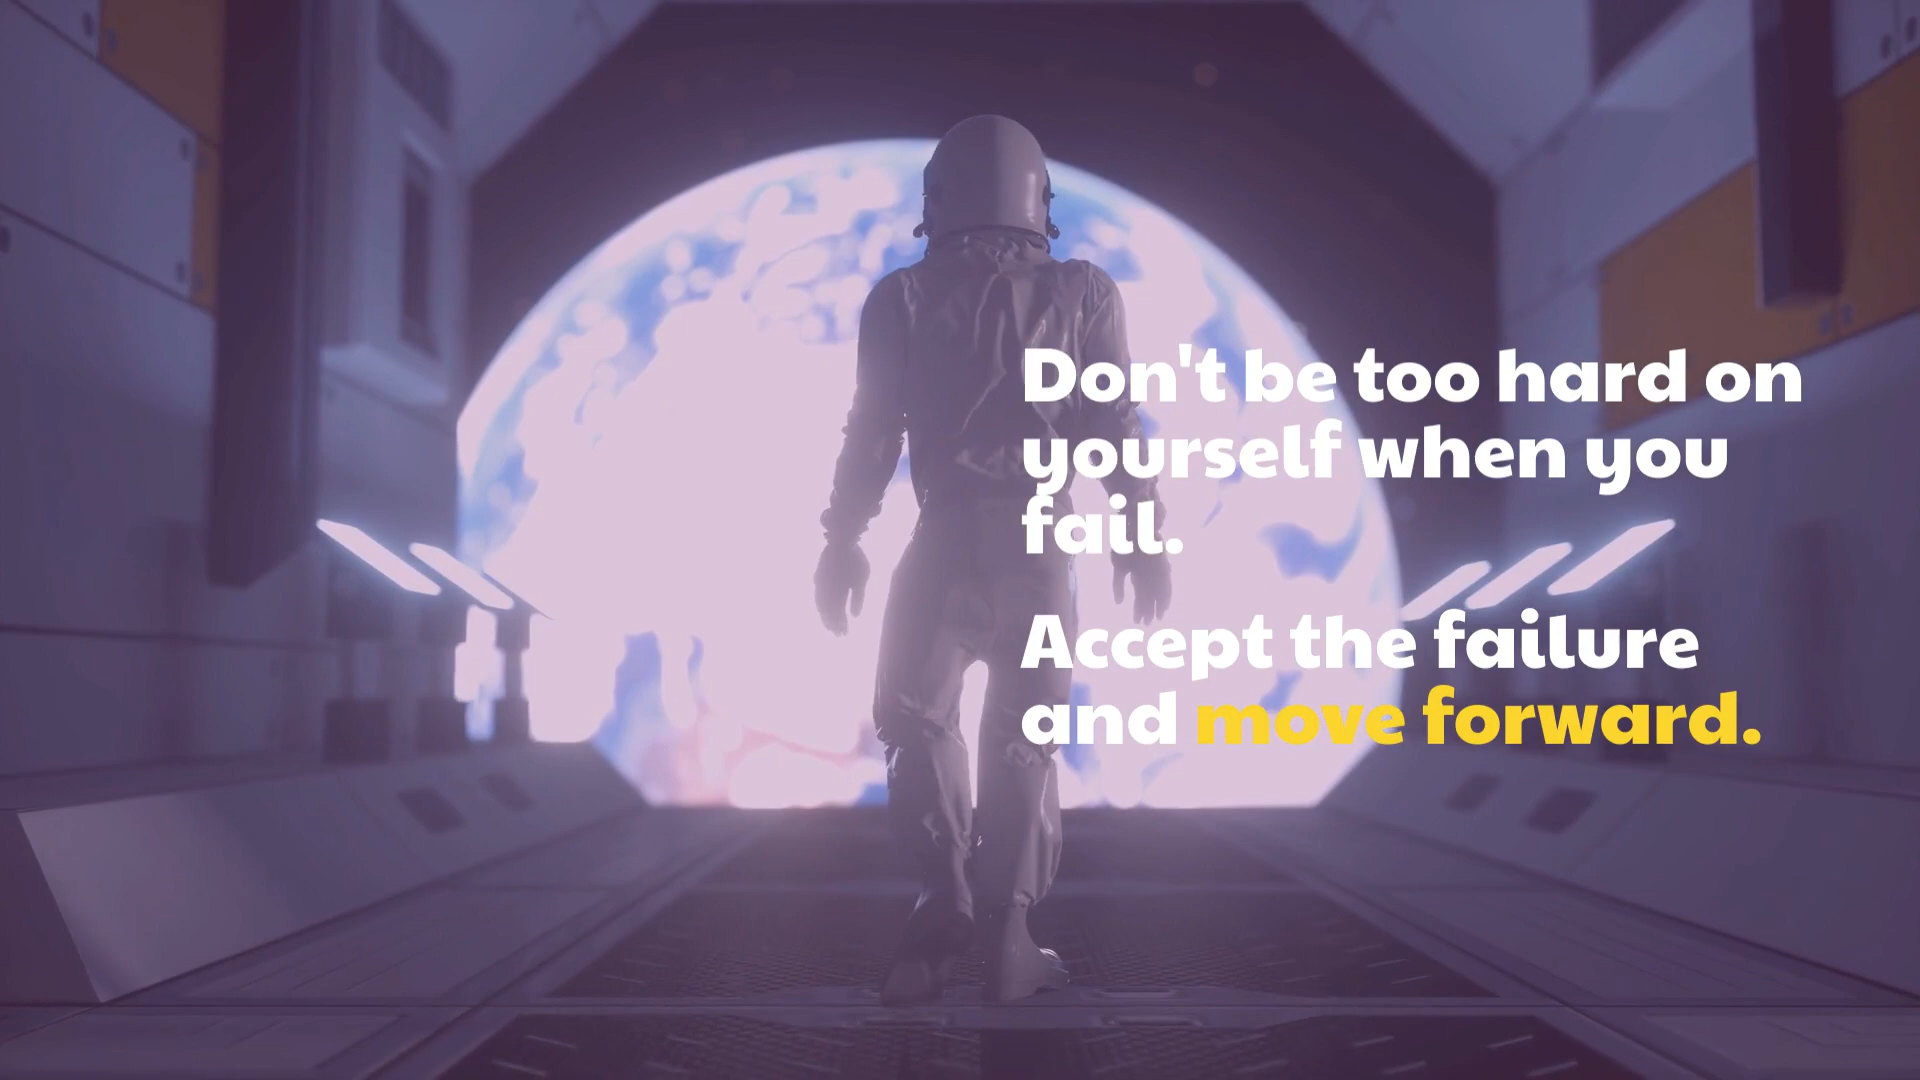 Don't be too hard on
yourself when you
fail.
Accept the failure
and move forward.